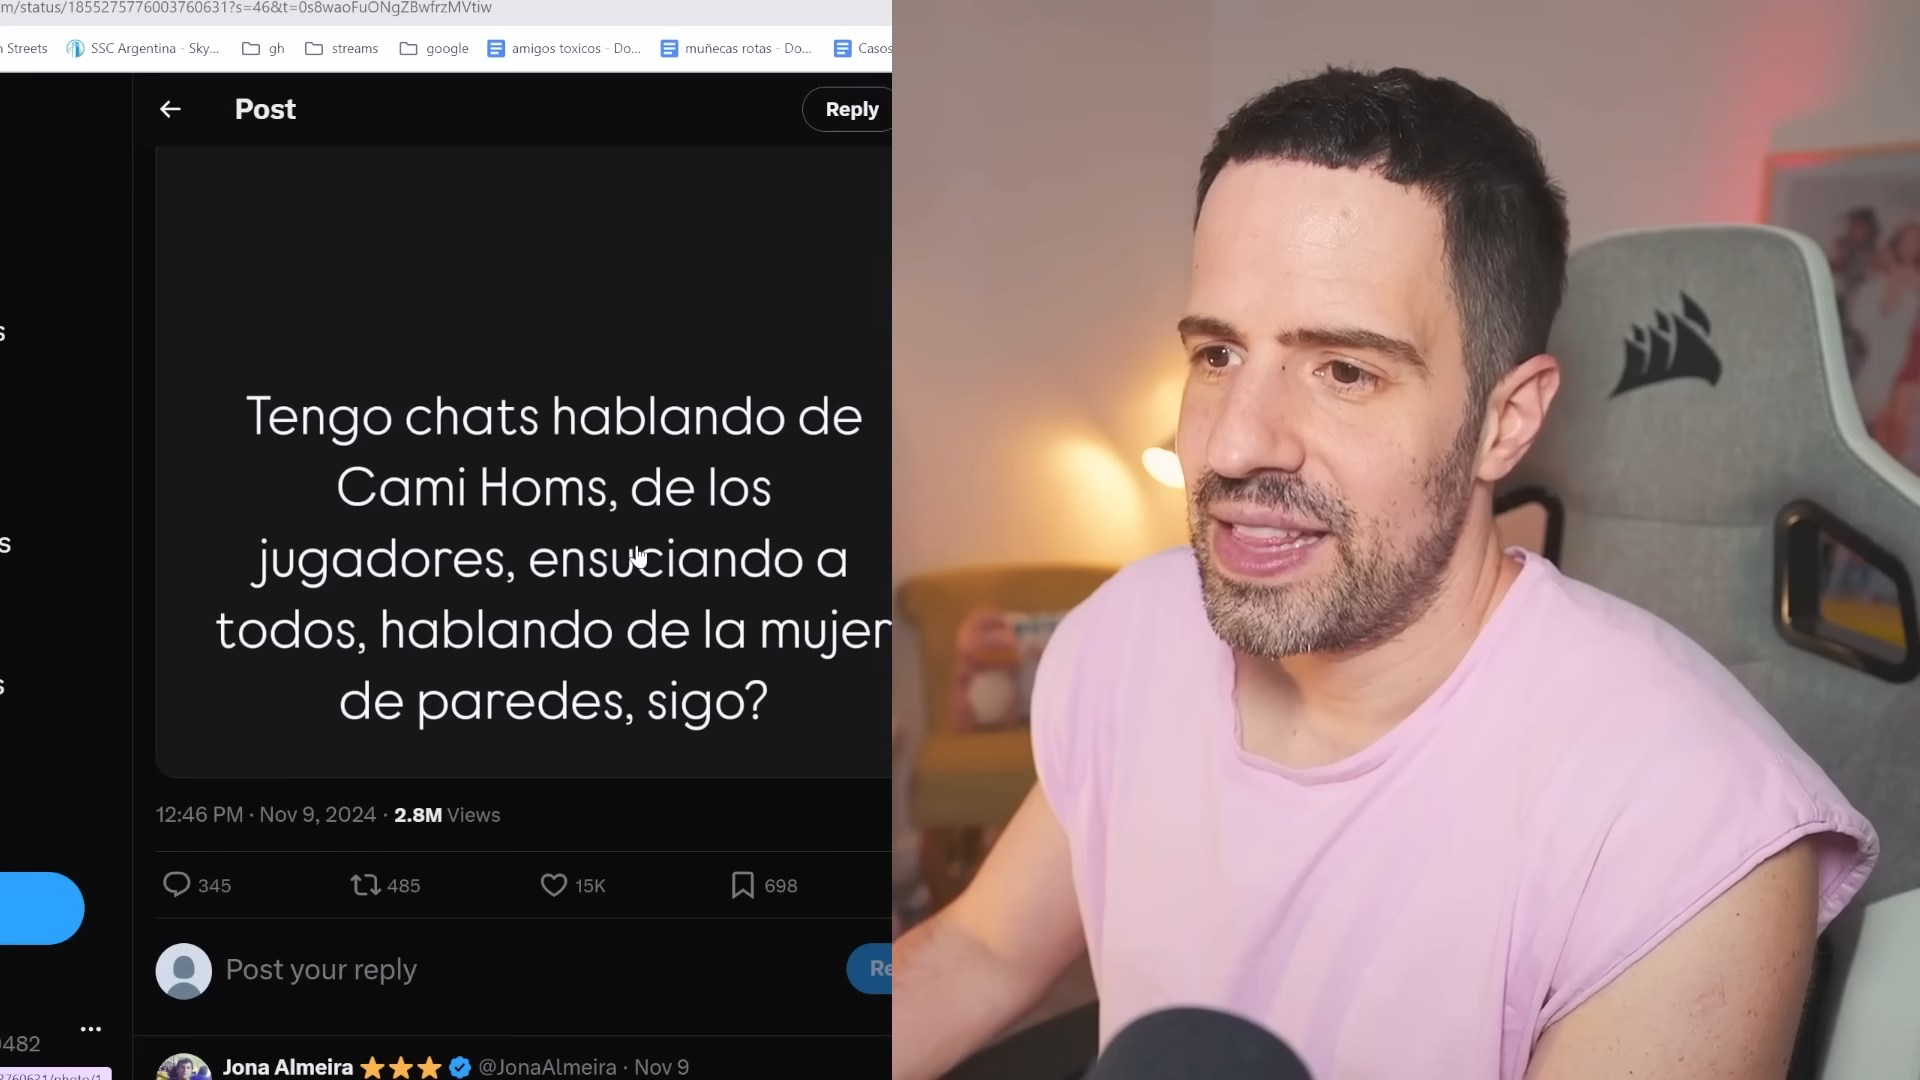 m/status/1855275776003760631?s=46&t=0s8waoFuONgZBwfrzMVtiw
Streets SSC Argentina - Sky... gh streams google amigos toxicos - Do... muñecas rotas - Do... Casos
Post Reply
Tengo chats hablando de
Cami Homs, de los
jugadores, ensuciando a
todos, hablando de la mujer
de paredes, sigo?
12:46 PM · Nov 9, 2024 · 2.8M Views
345 485 15K 698
Post your reply Re
Jona Almeira ⭐⭐⭐ @JonaAlmeira · Nov 9
482